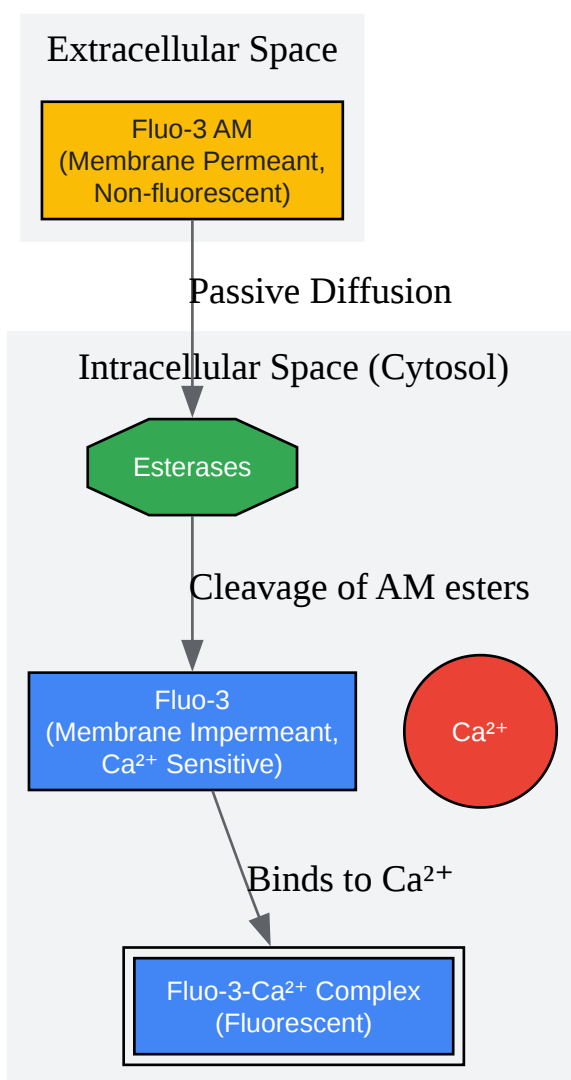 Extracellular Space
Fluo-3 AM
(Membrane Permeant,
Non-fluorescent)
Passive Diffusion
Intracellular Space (Cytosol)
Esterases
Cleavage of AM esters
Fluo-3
(Membrane Impermeant,
Ca²⁺ Sensitive)
Ca²⁺
Binds to Ca²⁺
Fluo-3-Ca²⁺ Complex
(Fluorescent)